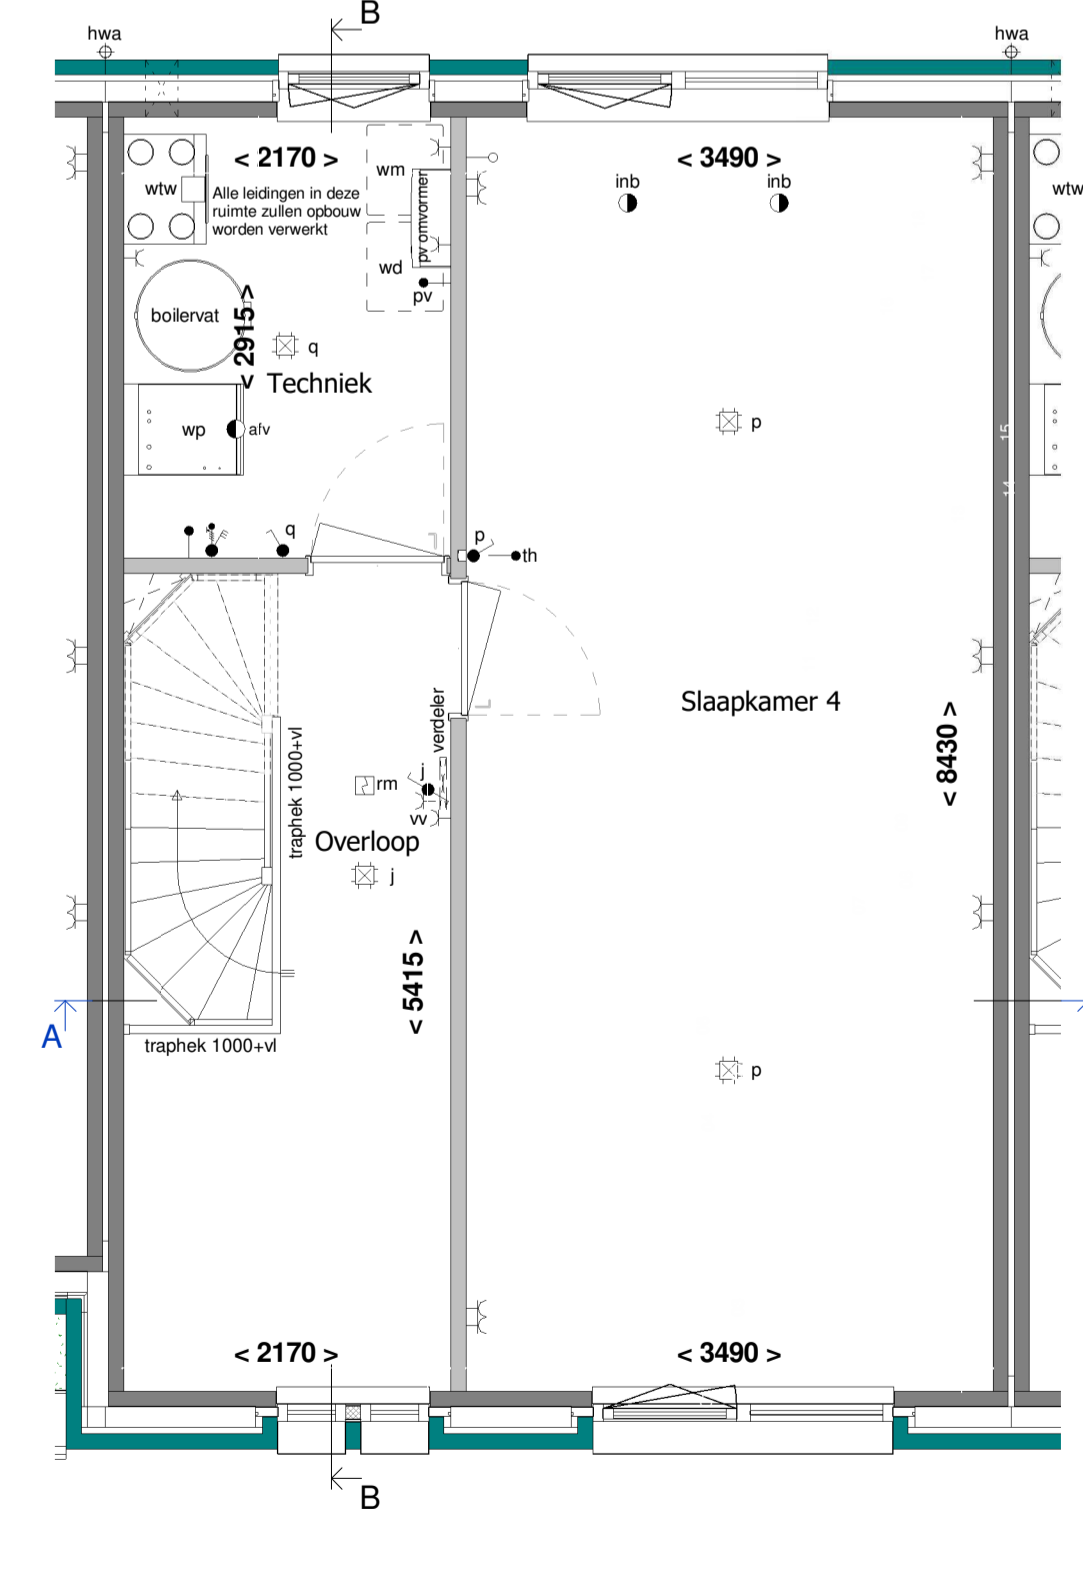 B
hwa
hwa
< 2170 >
< 3490 >
wtw
Alle leidingen in deze
ruimte zullen opbouw
worden verwerkt
wm
pv omvormer
inb
inb
wtw
wd
pv
boilervat
< 2915 >
q
Techniek
wp
afv
p
15
14
q
p
th
Slaapkamer 4
verdeler
traphek 1000+vl
< 8430 >
j
rm
vv
Overloop
j
< 5415 >
A
traphek 1000+vl
p
< 2170 >
< 3490 >
B